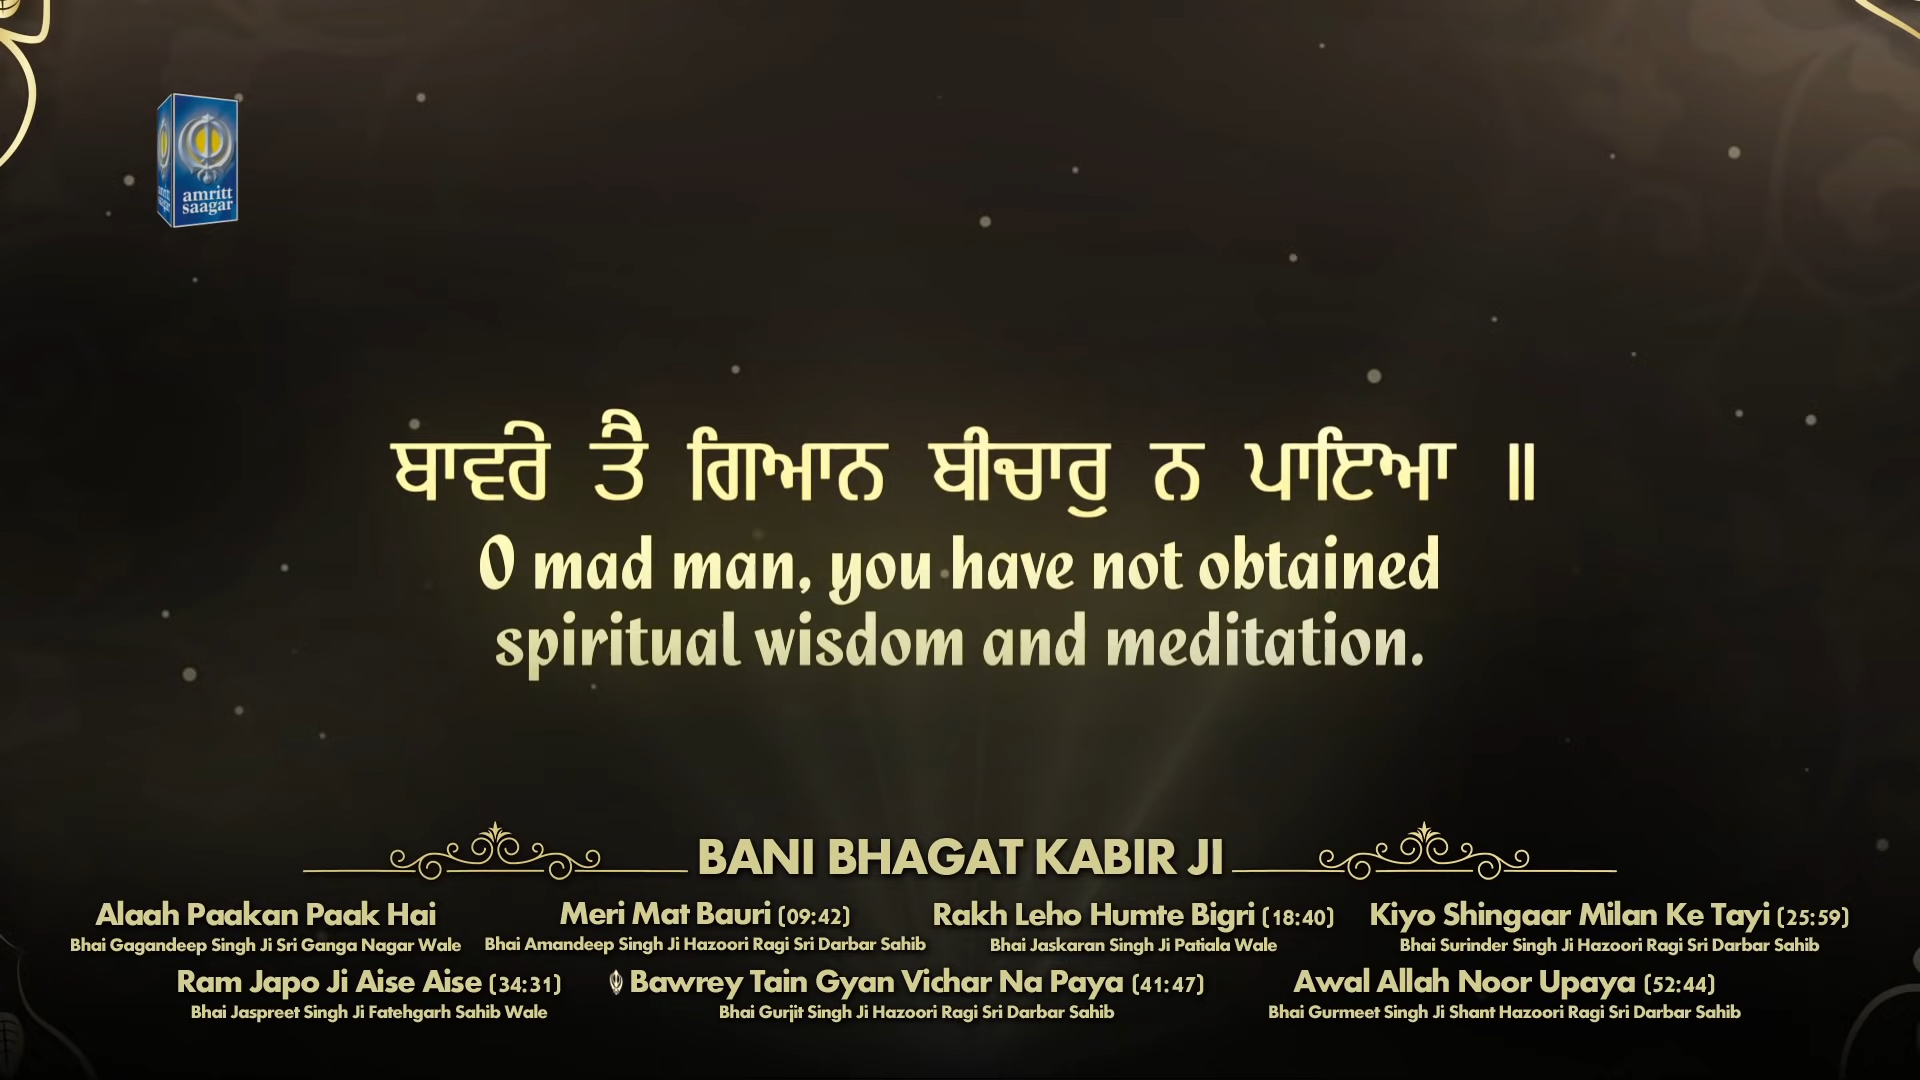 amritt
saagar
ਬਾਵਰੇ ਤੈ ਗਿਆਨ ਬੀਚਾਰੁ ਨ ਪਾਇਆ ॥
O mad man, you have not obtained
spiritual wisdom and meditation.
BANI BHAGAT KABIR JI
Alaah Paakan Paak Hai
Bhai Gagandeep Singh Ji Sri Ganga Nagar Wale
Meri Mat Bauri (09:42)
Bhai Amandeep Singh Ji Hazoori Ragi Sri Darbar Sahib
Rakh Leho Humte Bigri (18:40)
Bhai Jaskaran Singh Ji Patiala Wale
Kiyo Shingaar Milan Ke Tayi (25:59)
Bhai Surinder Singh Ji Hazoori Ragi Sri Darbar Sahib
Ram Japo Ji Aise Aise (34:31)
Bhai Jaspreet Singh Ji Fatehgarh Sahib Wale
Bawrey Tain Gyan Vichar Na Paya (41:47)
Bhai Gurjit Singh Ji Hazoori Ragi Sri Darbar Sahib
Awal Allah Noor Upaya (52:44)
Bhai Gurmeet Singh Ji Shant Hazoori Ragi Sri Darbar Sahib